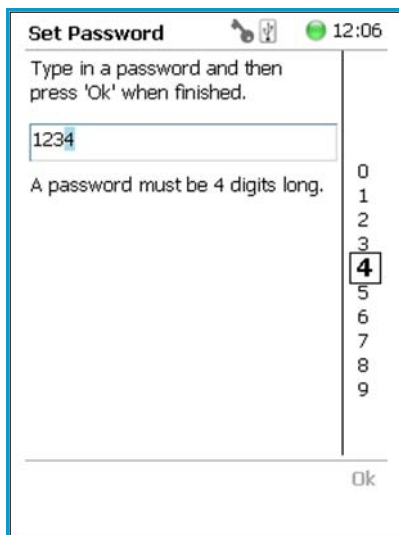 Set Password
12:06
Type in a password and then
press 'Ok' when finished.
1234
A password must be 4 digits long.
0
1
2
3
4
5
6
7
8
9
Ok